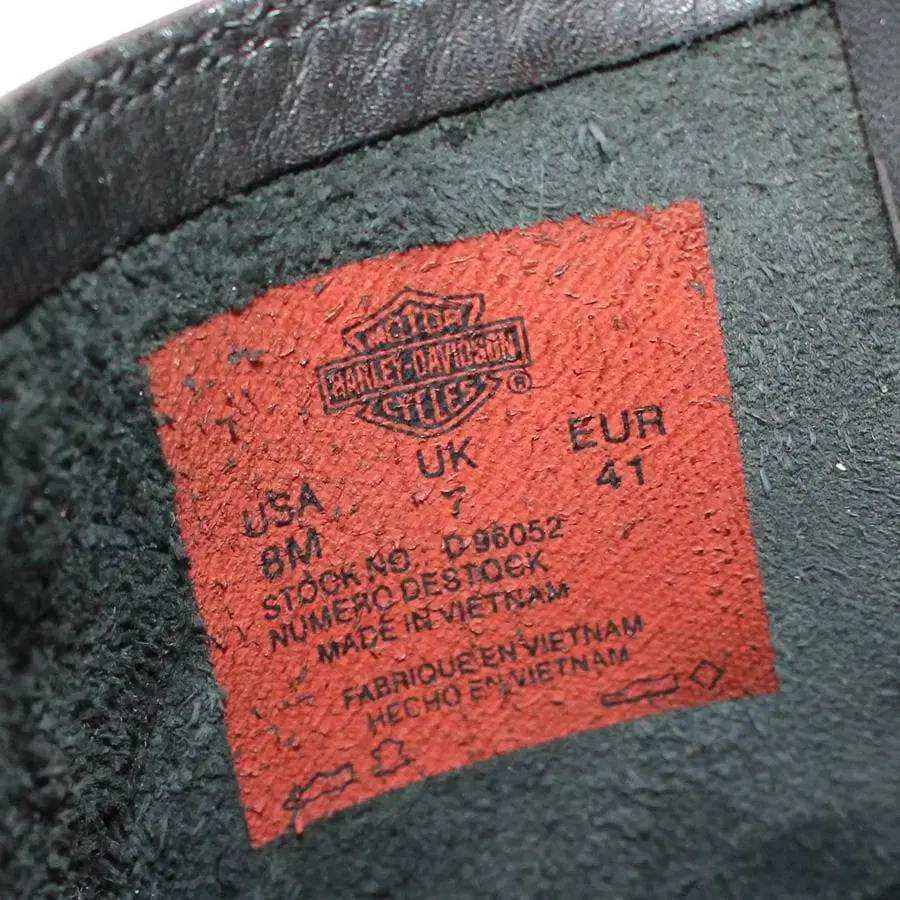 MOTOR
HARLEY-DAVIDSON
CYCLES ®
USA UK EUR
8M 7 41
STOCK NO. D96052
NUMERO DESTOCK
MADE IN VIETNAM
FABRIQUE EN VIETNAM
HECHO EN VIETNAM